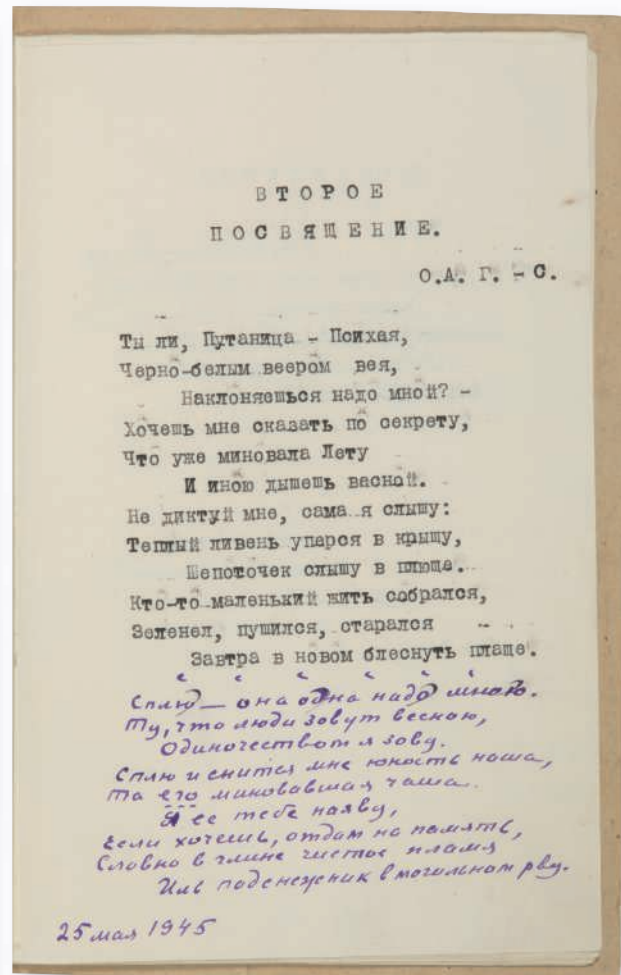 ВТОРОЕ
ПОСВЯЩЕНИЕ.
О.А. Г. - С.
Ты ли, Путаница - Психая,
Черно-белым веером вея,
Наклоняешься надо мной? -
Хочешь мне сказать по секрету,
Что уже миновала Лету
И иною дышешь васной.
Не диктуй мне, сама я слышу:
Теплый ливень уперся в крышу,
Шепоточек слышу в плюще.
Кто-то маленький жить собрался,
Зеленел, пушился, старался
Завтра в новом блеснуть плаще.
Сплю — она одна надо мною.
Ту, что люди зовут весною,
Одиночеством я зову.
Сплю и снится мне юность наша,
Та его миновавшая чаша.
Я ее тебе наяву,
Если хочешь, отдам на память,
Словно в глине чистое пламя
Иль подснежник в могильном рву.
25 мая 1945